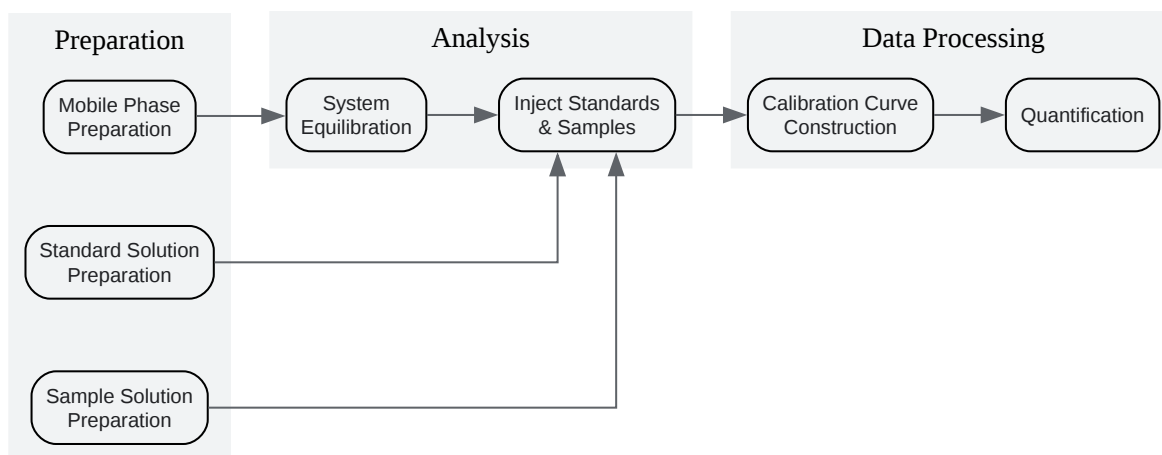 Preparation
Mobile Phase
Preparation
Standard Solution
Preparation
Sample Solution
Preparation
Analysis
System
Equilibration
Inject Standards
& Samples
Data Processing
Calibration Curve
Construction
Quantification